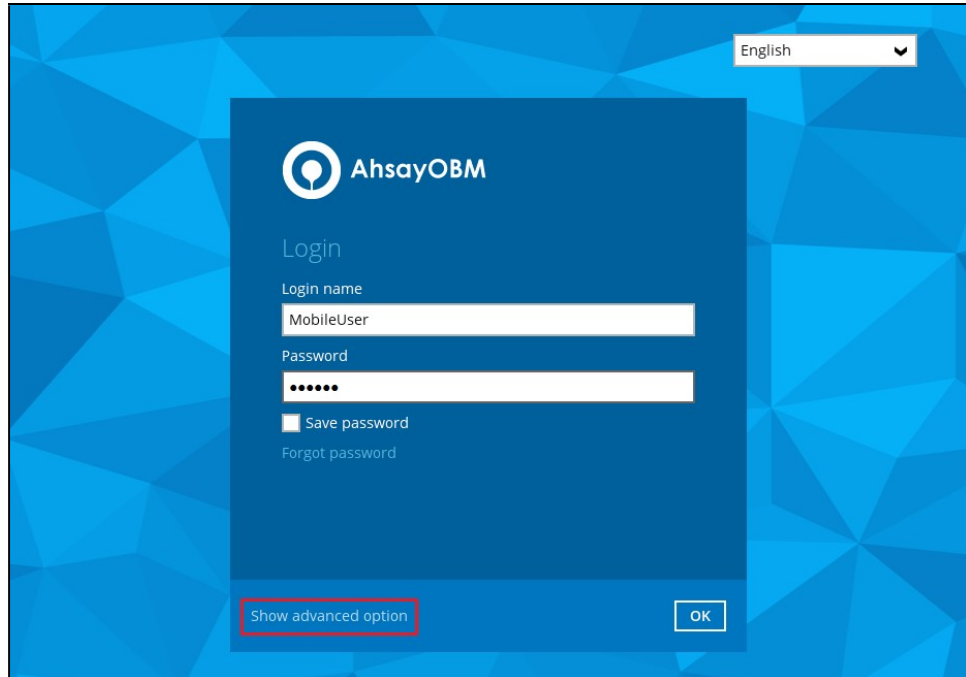 English
AhsayOBM
Login
Login name
MobileUser
Password
••••••
Save password
Forgot password
Show advanced option
OK